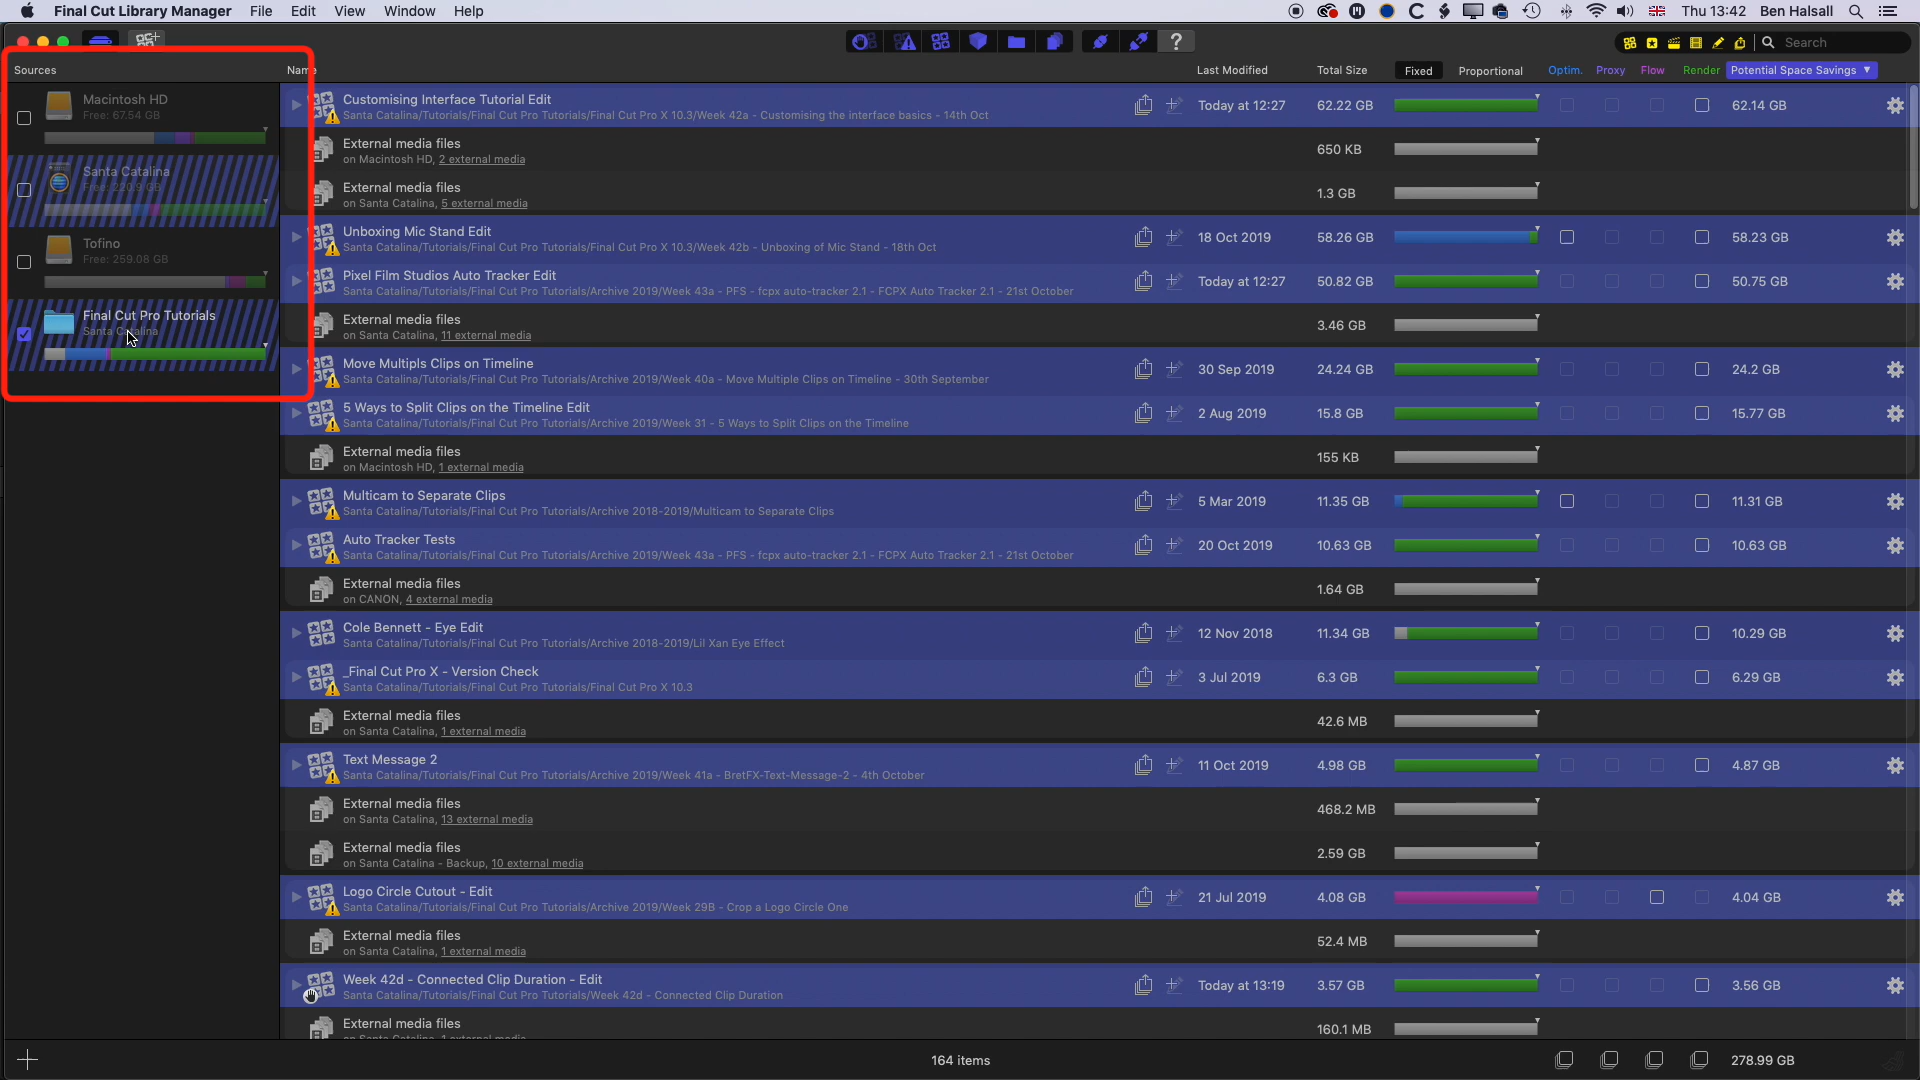 Final Cut Library Manager File Edit View Window Help Thu 13:42 Ben Halsall
Search
Sources Name Last Modified Total Size Fixed Proportional Optim. Proxy Flow Render Potential Space Savings
Macintosh HD
Free: 67.54 GB
Santa Catalina
Free: 220.9 GB
Tofino
Free: 259.08 GB
Final Cut Pro Tutorials
Santa Catalina
Customising Interface Tutorial Edit Today at 12:27 62.22 GB 62.14 GB
Santa Catalina/Tutorials/Final Cut Pro Tutorials/Final Cut Pro X 10.3/Week 42a - Customising the interface basics - 14th Oct
External media files 650 KB
on Macintosh HD, 2 external media
External media files 1.3 GB
on Santa Catalina, 5 external media
Unboxing Mic Stand Edit 18 Oct 2019 58.26 GB 58.23 GB
Santa Catalina/Tutorials/Final Cut Pro Tutorials/Final Cut Pro X 10.3/Week 42b - Unboxing of Mic Stand - 18th Oct
Pixel Film Studios Auto Tracker Edit Today at 12:27 50.82 GB 50.75 GB
Santa Catalina/Tutorials/Final Cut Pro Tutorials/Archive 2019/Week 43a - PFS - fcpx auto-tracker 2.1 - FCPX Auto Tracker 2.1 - 21st October
External media files 3.46 GB
on Santa Catalina, 11 external media
Move Multipls Clips on Timeline 30 Sep 2019 24.24 GB 24.2 GB
Santa Catalina/Tutorials/Final Cut Pro Tutorials/Archive 2019/Week 40a - Move Multiple Clips on Timeline - 30th September
5 Ways to Split Clips on the Timeline Edit 2 Aug 2019 15.8 GB 15.77 GB
Santa Catalina/Tutorials/Final Cut Pro Tutorials/Archive 2019/Week 31 - 5 Ways to Split Clips on the Timeline
External media files 155 KB
on Macintosh HD, 1 external media
Multicam to Separate Clips 5 Mar 2019 11.35 GB 11.31 GB
Santa Catalina/Tutorials/Final Cut Pro Tutorials/Archive 2018-2019/Multicam to Separate Clips
Auto Tracker Tests 20 Oct 2019 10.63 GB 10.63 GB
Santa Catalina/Tutorials/Final Cut Pro Tutorials/Archive 2019/Week 43a - PFS - fcpx auto-tracker 2.1 - FCPX Auto Tracker 2.1 - 21st October
External media files 1.64 GB
on CANON, 4 external media
Cole Bennett - Eye Edit 12 Nov 2018 11.34 GB 10.29 GB
Santa Catalina/Tutorials/Final Cut Pro Tutorials/Archive 2018-2019/Lil Xan Eye Effect
_Final Cut Pro X - Version Check 3 Jul 2019 6.3 GB 6.29 GB
Santa Catalina/Tutorials/Final Cut Pro Tutorials/Final Cut Pro X 10.3
External media files 42.6 MB
on Santa Catalina, 1 external media
Text Message 2 11 Oct 2019 4.98 GB 4.87 GB
Santa Catalina/Tutorials/Final Cut Pro Tutorials/Archive 2019/Week 41a - BretFX-Text-Message-2 - 4th October
External media files 468.2 MB
on Santa Catalina, 13 external media
External media files 2.59 GB
on Santa Catalina - Backup, 10 external media
Logo Circle Cutout - Edit 21 Jul 2019 4.08 GB 4.04 GB
Santa Catalina/Tutorials/Final Cut Pro Tutorials/Archive 2019/Week 29B - Crop a Logo Circle One
External media files 52.4 MB
on Santa Catalina, 1 external media
Week 42d - Connected Clip Duration - Edit Today at 13:19 3.57 GB 3.56 GB
Santa Catalina/Tutorials/Final Cut Pro Tutorials/Week 42d - Connected Clip Duration
External media files 160.1 MB
on Santa Catalina, 1 external media
164 items 278.99 GB